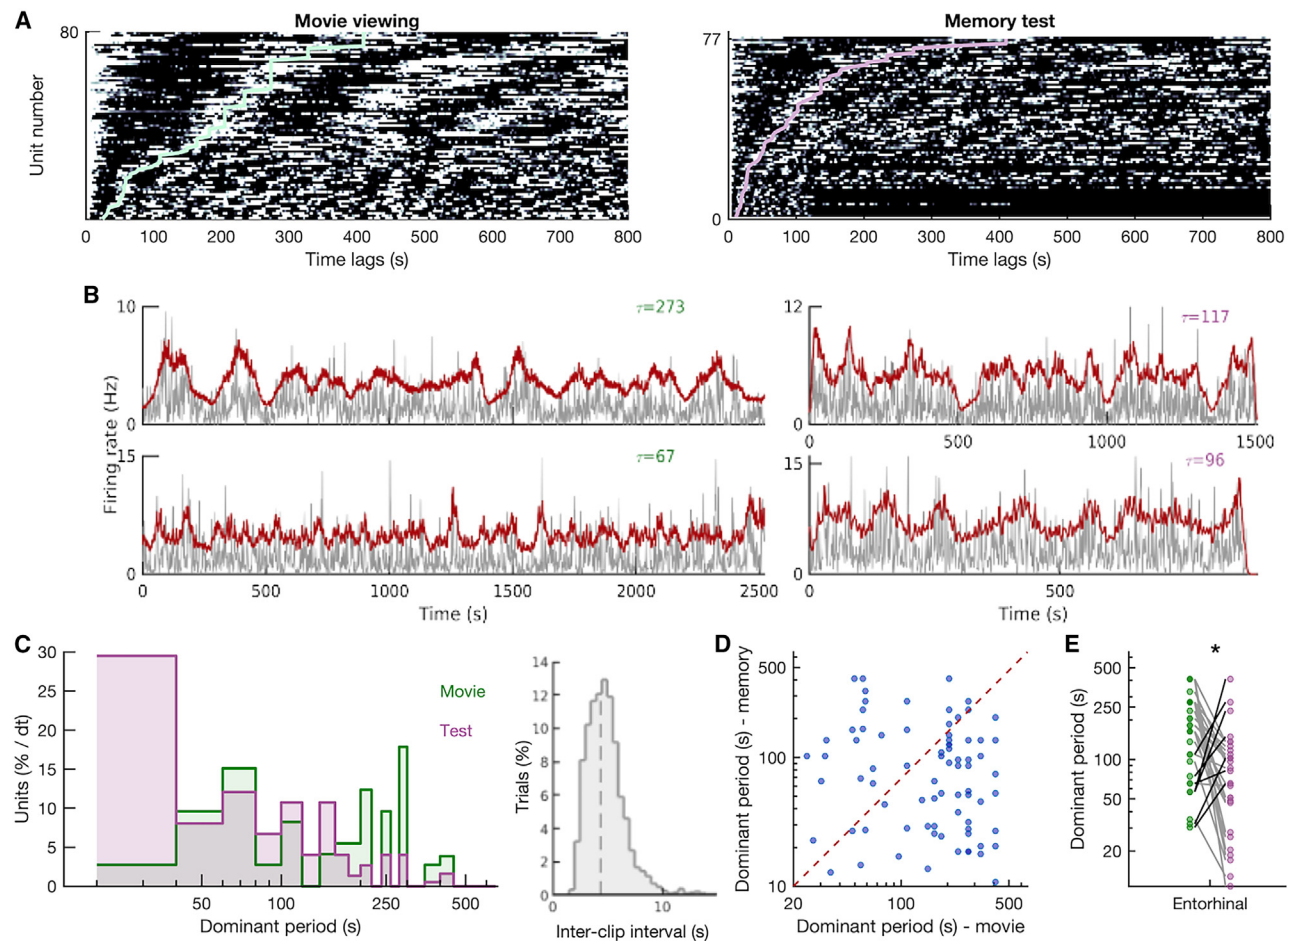 A
Movie viewing
Memory test
80
Unit number
0 100 200 300 400 500 600 700 800
Time lags (s)
77
0
0 100 200 300 400 500 600 700 800
Time lags (s)
B
Firing rate (Hz)
10
0
τ=273
12
0
τ=117
0 500 1000 1500
15
0
τ=67
0 500 1000 1500 2000 2500
Time (s)
15
0
τ=96
0 500
Time (s)
C
30
25
20
15
10
5
0
Units (% / dt)
Movie
Test
50 100 250 500
Dominant period (s)
14
12
10
8
6
4
2
0
Trials (%)
0 10
Inter-clip interval (s)
D
500
100
10
Dominant period (s) - memory
20 100 500
Dominant period (s) - movie
E
*
500
250
100
50
20
Dominant period (s)
Entorhinal